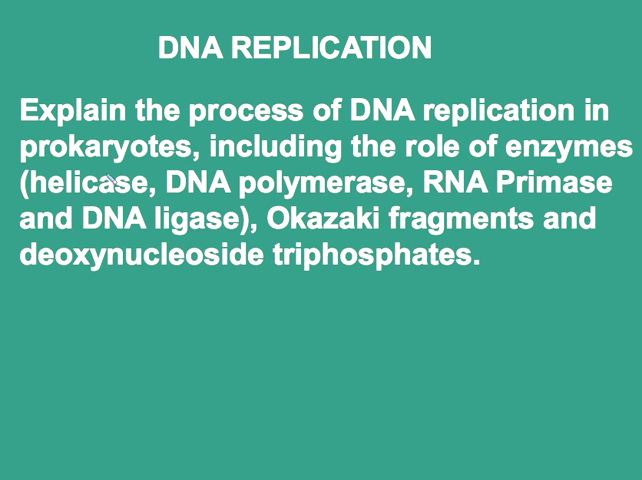 DNA REPLICATION
Explain the process of DNA replication in
prokaryotes, including the role of enzymes
(helicase, DNA polymerase, RNA Primase
and DNA ligase), Okazaki fragments and
deoxynucleoside triphosphates.